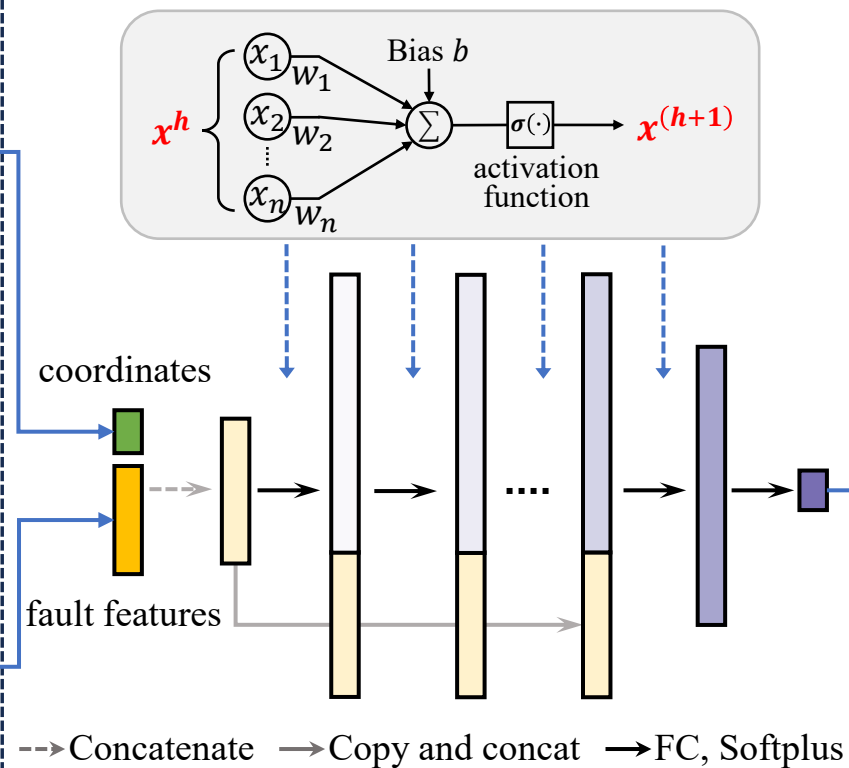 Bias b
x₁
w₁
x₂
w₂
xₙ
wₙ
x^h
∑
σ(·)
x^(h+1)
activation
function
coordinates
fault features
Concatenate
Copy and concat
FC, Softplus